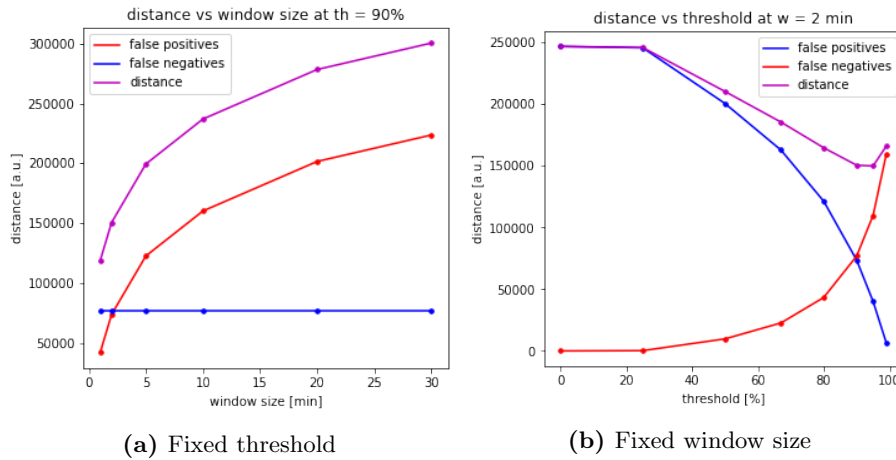 distance vs window size at th = 90%
300000
250000
200000
150000
100000
50000
distance [a.u.]
false positives
false negatives
distance
0
5
10
15
20
25
30
window size [min]
(a) Fixed threshold
distance vs threshold at w = 2 min
250000
200000
150000
100000
50000
0
distance [a.u.]
false positives
false negatives
distance
0
20
40
60
80
100
threshold [%]
(b) Fixed window size